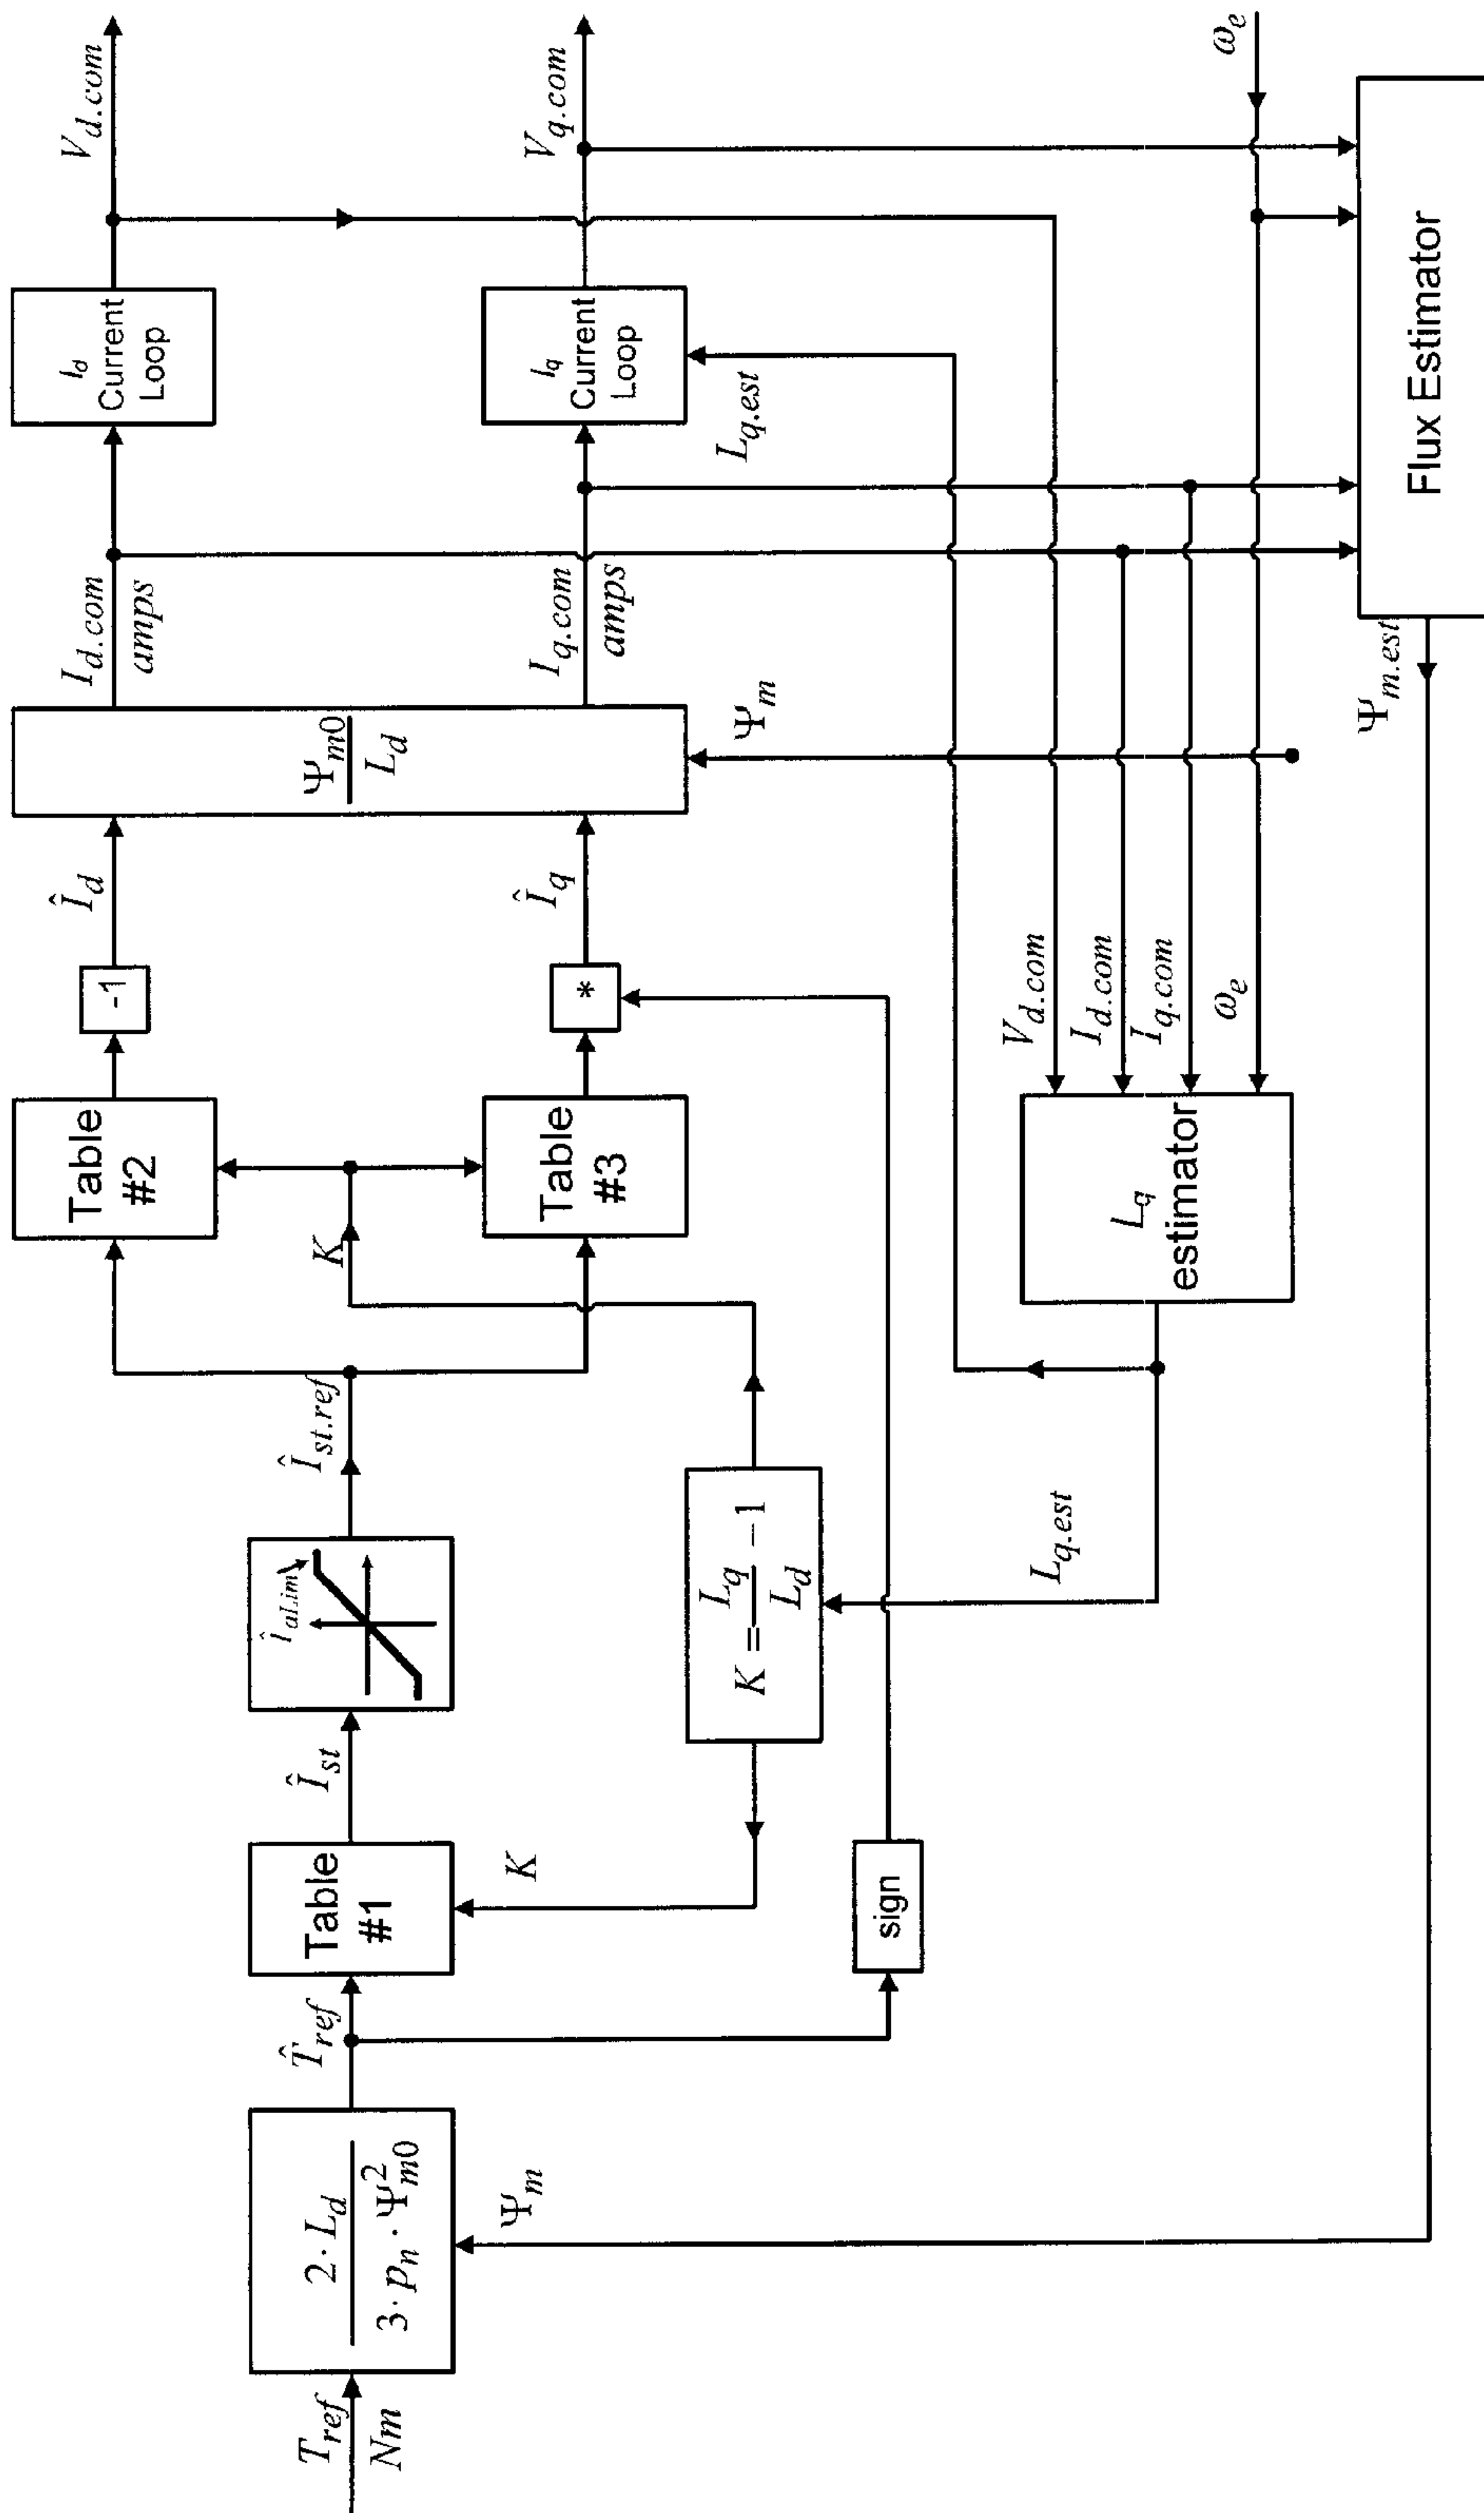 T_ref
Nm
2 · L_d
3 · p_n · Ψ_m0^2
Ψ_m
T̂_ref
Table
#1
K
sign
Î_st
Î_aLim
Î_st.ref
K = L_q / L_d − 1
L_q.est
K
Table
#2
Table
#3
-1
*
Î_d
Î_q
L_q
estimator
V_d.com
I_d.com
I_q.com
ω_e
Ψ_m0
L_d
Ψ_m
I_d.com
amps
I_q.com
amps
L_q.est
I_d
Current
Loop
I_q
Current
Loop
V_d.com
V_q.com
ω_e
Flux Estimator
Ψ_m.est